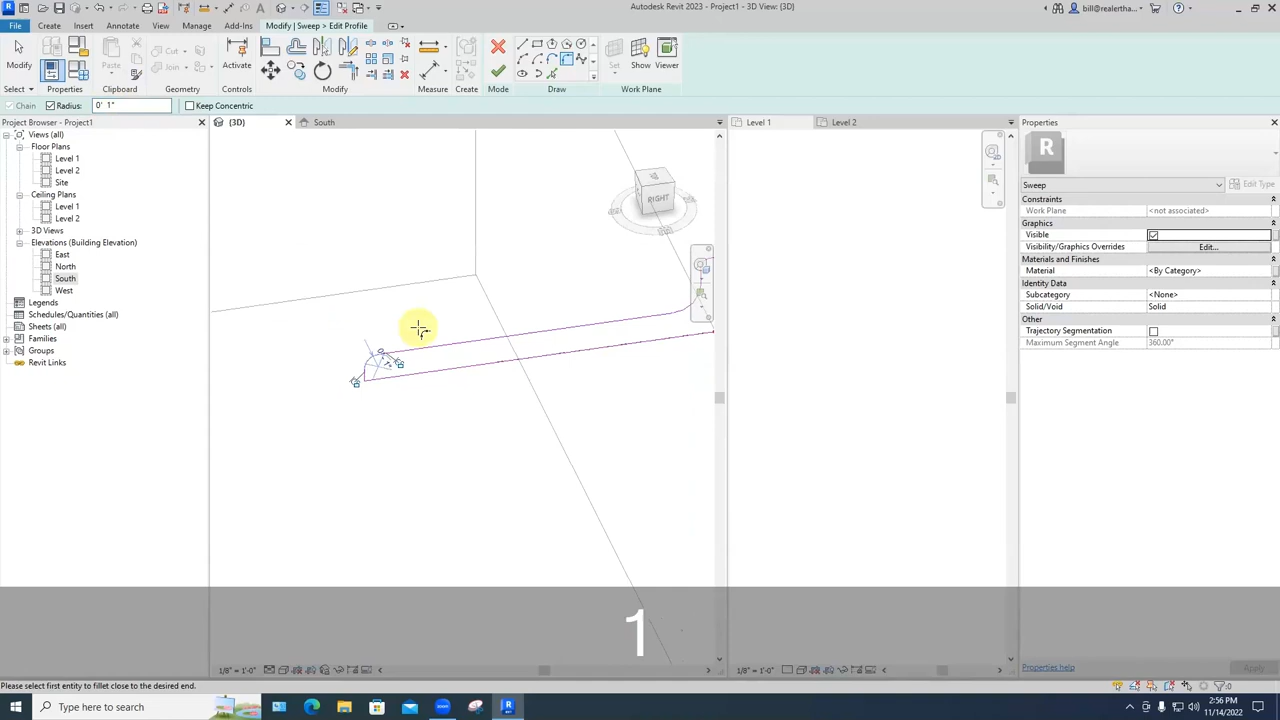 Autodesk Revit 2023 - Project1 - 3D View: {3D}
bill@realertha...
File Create Insert Annotate View Manage Add-Ins Modify | Sweep > Edit Profile
Modify Paste Cut Join Activate Set Show Viewer
Select Properties Clipboard Geometry Controls Modify Measure Create Mode Draw Work Plane
Chain Radius: 0' 1" Keep Concentric
Project Browser - Project1
Views (all)
Floor Plans
Level 1
Level 2
Site
Ceiling Plans
Level 1
Level 2
3D Views
Elevations (Building Elevation)
East
North
South
West
Legends
Schedules/Quantities (all)
Sheets (all)
Families
Groups
Revit Links
{3D} South
Level 1 Level 2
RIGHT
Properties
R
Sweep Edit Type
Constraints
Work Plane <not associated>
Graphics
Visible
Visibility/Graphics Overrides Edit...
Materials and Finishes
Material <By Category>
Identity Data
Subcategory <None>
Solid/Void Solid
Other
Trajectory Segmentation
Maximum Segment Angle 360.00°
1
1/8" = 1'-0" 1/8" = 1'-0"
Properties help Apply
Please select first entity to fillet close to the desired end. :0
Type here to search
2:56 PM
11/14/2022